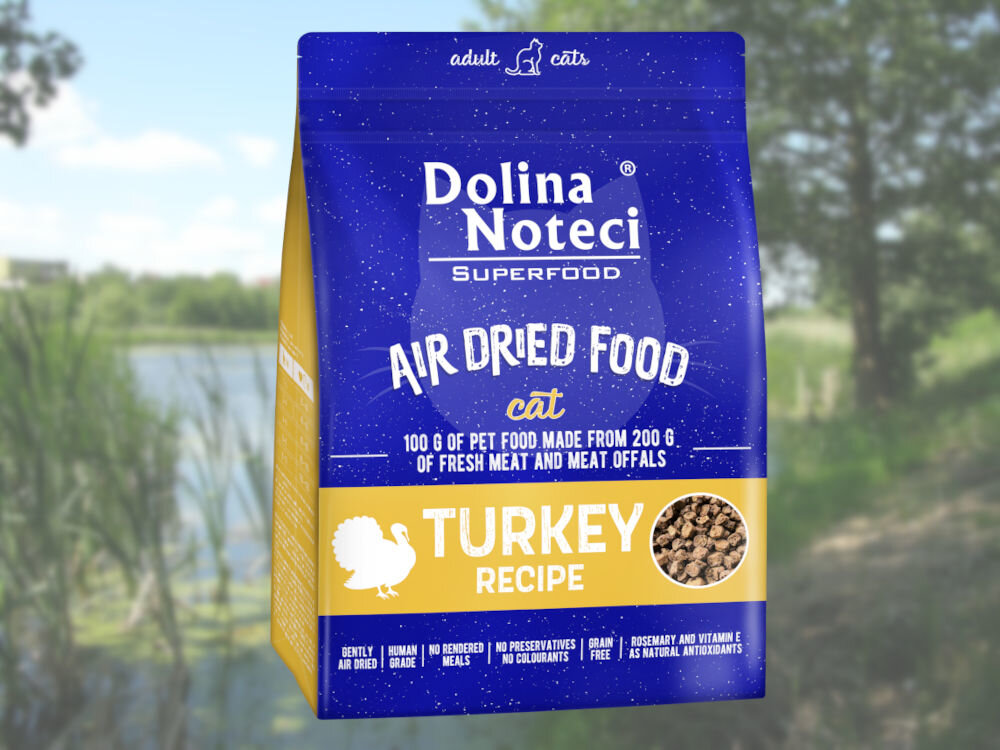 adult cats
Dolina ®
Noteci
SUPERFOOD
AIR DRIED FOOD
cat
100 G OF PET FOOD MADE FROM 200 G
OF FRESH MEAT AND MEAT OFFALS
TURKEY
RECIPE
GENTLY
AIR DRIED
HUMAN
GRADE
NO RENDERED
MEALS
NO PRESERVATIVES
NO COLOURANTS
GRAIN
FREE
ROSEMARY AND VITAMIN E
AS NATURAL ANTIOXIDANTS